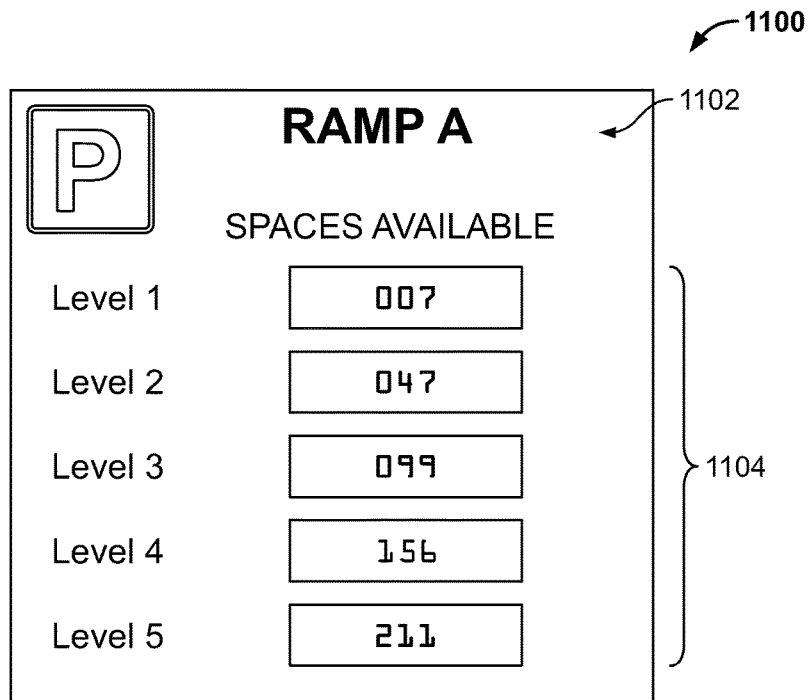 1100
1102
P
RAMP A
SPACES AVAILABLE
Level 1 007
Level 2 047
Level 3 099
Level 4 156
Level 5 211
1104